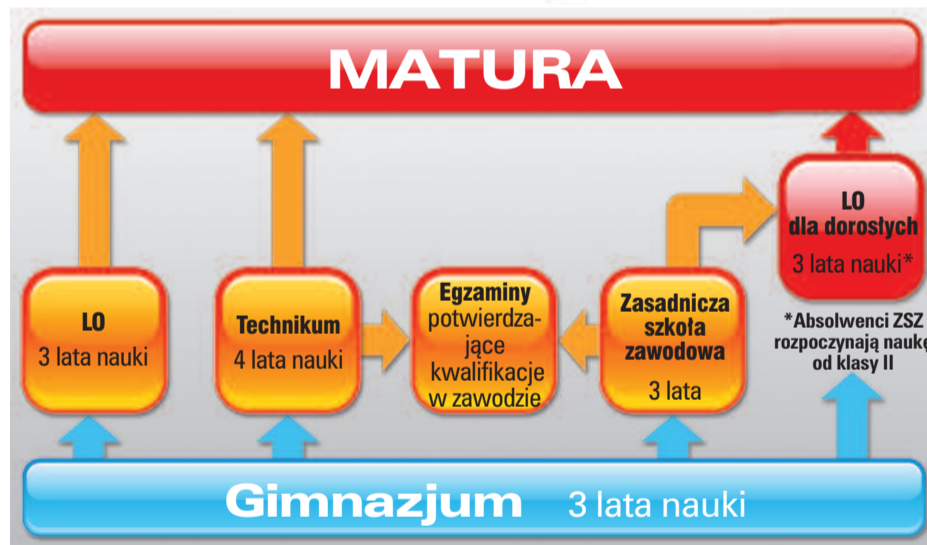 MATURA
LO
dla dorosłych
3 lata nauki*
*Absolwenci ZSZ
rozpoczynają naukę
od klasy II
LO
3 lata nauki
Technikum
4 lata nauki
Egzaminy
potwierdza-
jące
kwalifikacje
w zawodzie
Zasadnicza
szkoła
zawodowa
3 lata
Gimnazjum 3 lata nauki